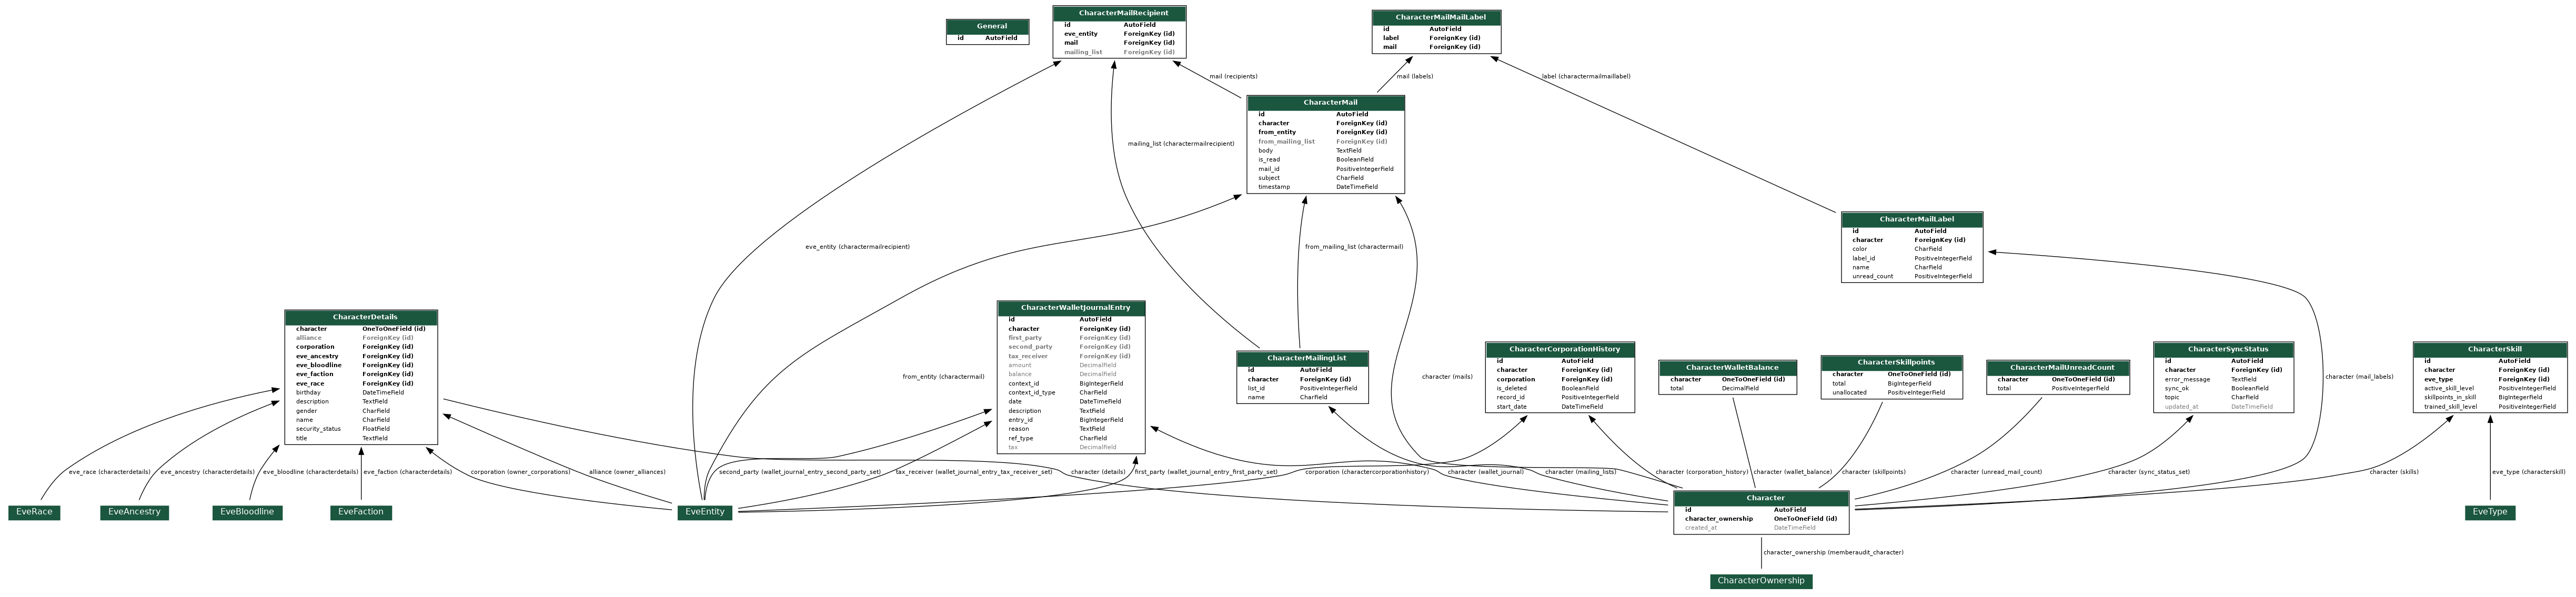 General
id AutoField
CharacterMailRecipient
id AutoField
eve_entity ForeignKey (id)
mail ForeignKey (id)
mailing_list ForeignKey (id)
CharacterMailMailLabel
id AutoField
label ForeignKey (id)
mail ForeignKey (id)
mail (recipients)
mail (labels)
label (charactermailmaillabel)
CharacterMail
id AutoField
character ForeignKey (id)
from_entity ForeignKey (id)
from_mailing_list ForeignKey (id)
body TextField
is_read BooleanField
mail_id PositiveIntegerField
subject CharField
timestamp DateTimeField
mailing_list (charactermailrecipient)
eve_entity (charactermailrecipient)
from_mailing_list (charactermail)
CharacterMailLabel
id AutoField
character ForeignKey (id)
color CharField
label_id PositiveIntegerField
name CharField
unread_count PositiveIntegerField
CharacterDetails
character OneToOneField (id)
alliance ForeignKey (id)
corporation ForeignKey (id)
eve_ancestry ForeignKey (id)
eve_bloodline ForeignKey (id)
eve_faction ForeignKey (id)
eve_race ForeignKey (id)
birthday DateTimeField
description TextField
gender CharField
name CharField
security_status FloatField
title TextField
from_entity (charactermail)
CharacterWalletJournalEntry
id AutoField
character ForeignKey (id)
first_party ForeignKey (id)
second_party ForeignKey (id)
tax_receiver ForeignKey (id)
amount DecimalField
balance DecimalField
context_id BigIntegerField
context_id_type CharField
date DateTimeField
description TextField
entry_id BigIntegerField
reason TextField
ref_type CharField
tax DecimalField
CharacterMailingList
id AutoField
character ForeignKey (id)
list_id PositiveIntegerField
name CharField
character (mails)
CharacterCorporationHistory
id AutoField
character ForeignKey (id)
corporation ForeignKey (id)
is_deleted BooleanField
record_id PositiveIntegerField
start_date DateTimeField
CharacterWalletBalance
character OneToOneField (id)
total DecimalField
CharacterSkillpoints
character OneToOneField (id)
total BigIntegerField
unallocated PositiveIntegerField
CharacterMailUnreadCount
character OneToOneField (id)
total PositiveIntegerField
CharacterSyncStatus
id AutoField
character ForeignKey (id)
error_message TextField
sync_ok BooleanField
topic CharField
updated_at DateTimeField
character (mail_labels)
CharacterSkill
id AutoField
character ForeignKey (id)
eve_type ForeignKey (id)
active_skill_level PositiveIntegerField
skillpoints_in_skill BigIntegerField
trained_skill_level PositiveIntegerField
eve_race (characterdetails)
eve_ancestry (characterdetails)
eve_bloodline (characterdetails)
eve_faction (characterdetails)
corporation (owner_corporations)
alliance (owner_alliances)
second_party (wallet_journal_entry_second_party_set)
tax_receiver (wallet_journal_entry_tax_receiver_set)
character (details)
first_party (wallet_journal_entry_first_party_set)
corporation (charactercorporationhistory)
character (wallet_journal)
character (mailing_lists)
character (corporation_history)
character (wallet_balance)
character (skillpoints)
character (unread_mail_count)
character (sync_status_set)
character (skills)
eve_type (characterskill)
EveRace
EveAncestry
EveBloodline
EveFaction
EveEntity
Character
id AutoField
character_ownership OneToOneField (id)
created_at DateTimeField
EveType
character_ownership (memberaudit_character)
CharacterOwnership